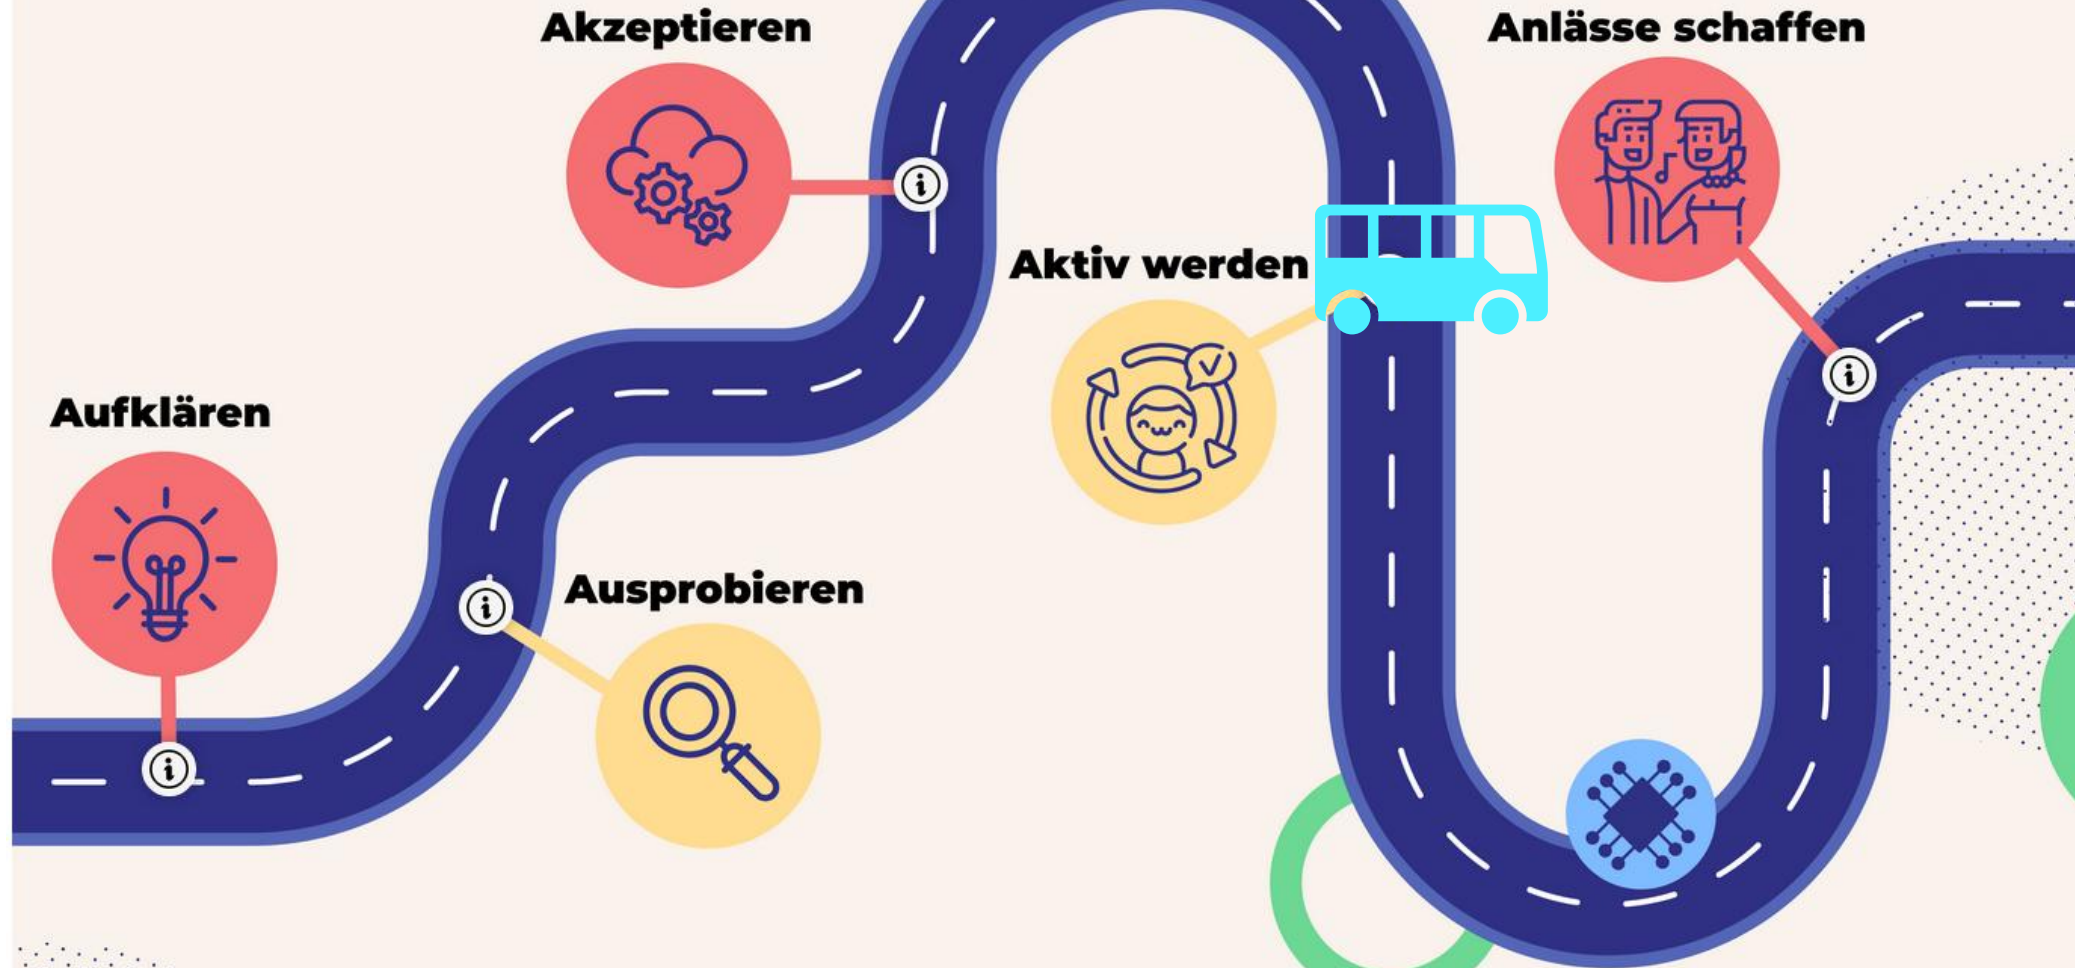 Akzeptieren
Anlässe schaffen
Aktiv werden
Aufklären
Ausprobieren
i
i
i
i